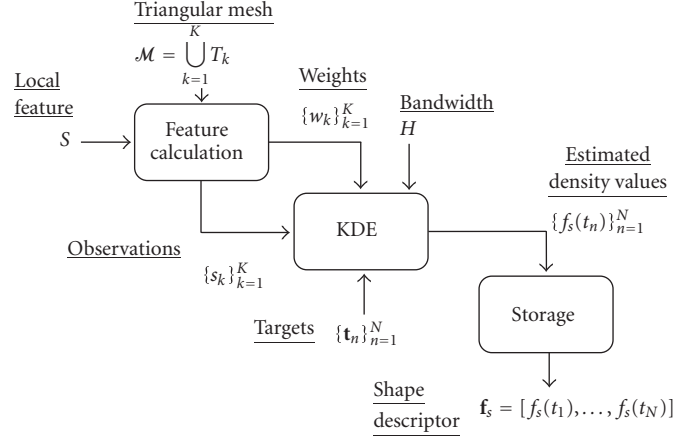 Triangular mesh
ℳ = ⋃_{k=1}^{K} T_k
Local
feature
S
Feature
calculation
Weights
{w_k}_{k=1}^{K}
Bandwidth
H
Observations
{s_k}_{k=1}^{K}
KDE
Targets
{𝐭_n}_{n=1}^{N}
Estimated
density values
{f_s(t_n)}_{n=1}^{N}
Storage
Shape
descriptor
𝐟_s = [f_s(t_1),..., f_s(t_N)]